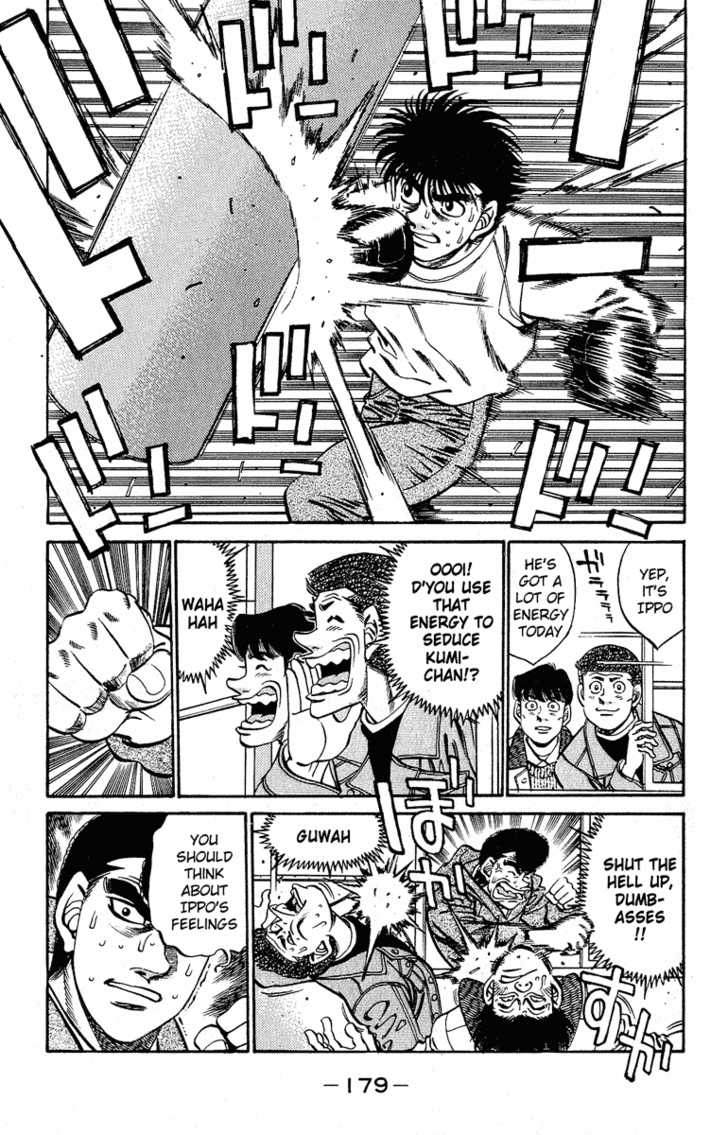 YEP,
IT'S
IPPO
HE'S
GOT A
LOT OF
ENERGY
TODAY
OOOI!
D'YOU USE
THAT
ENERGY TO
SEDUCE
KUMI-
CHAN!?
WAHA
HAH
SHUT THE
HELL UP,
DUMB-
ASSES
!!
GUWAH
YOU
SHOULD
THINK
ABOUT
IPPO'S
FEELINGS
—179—